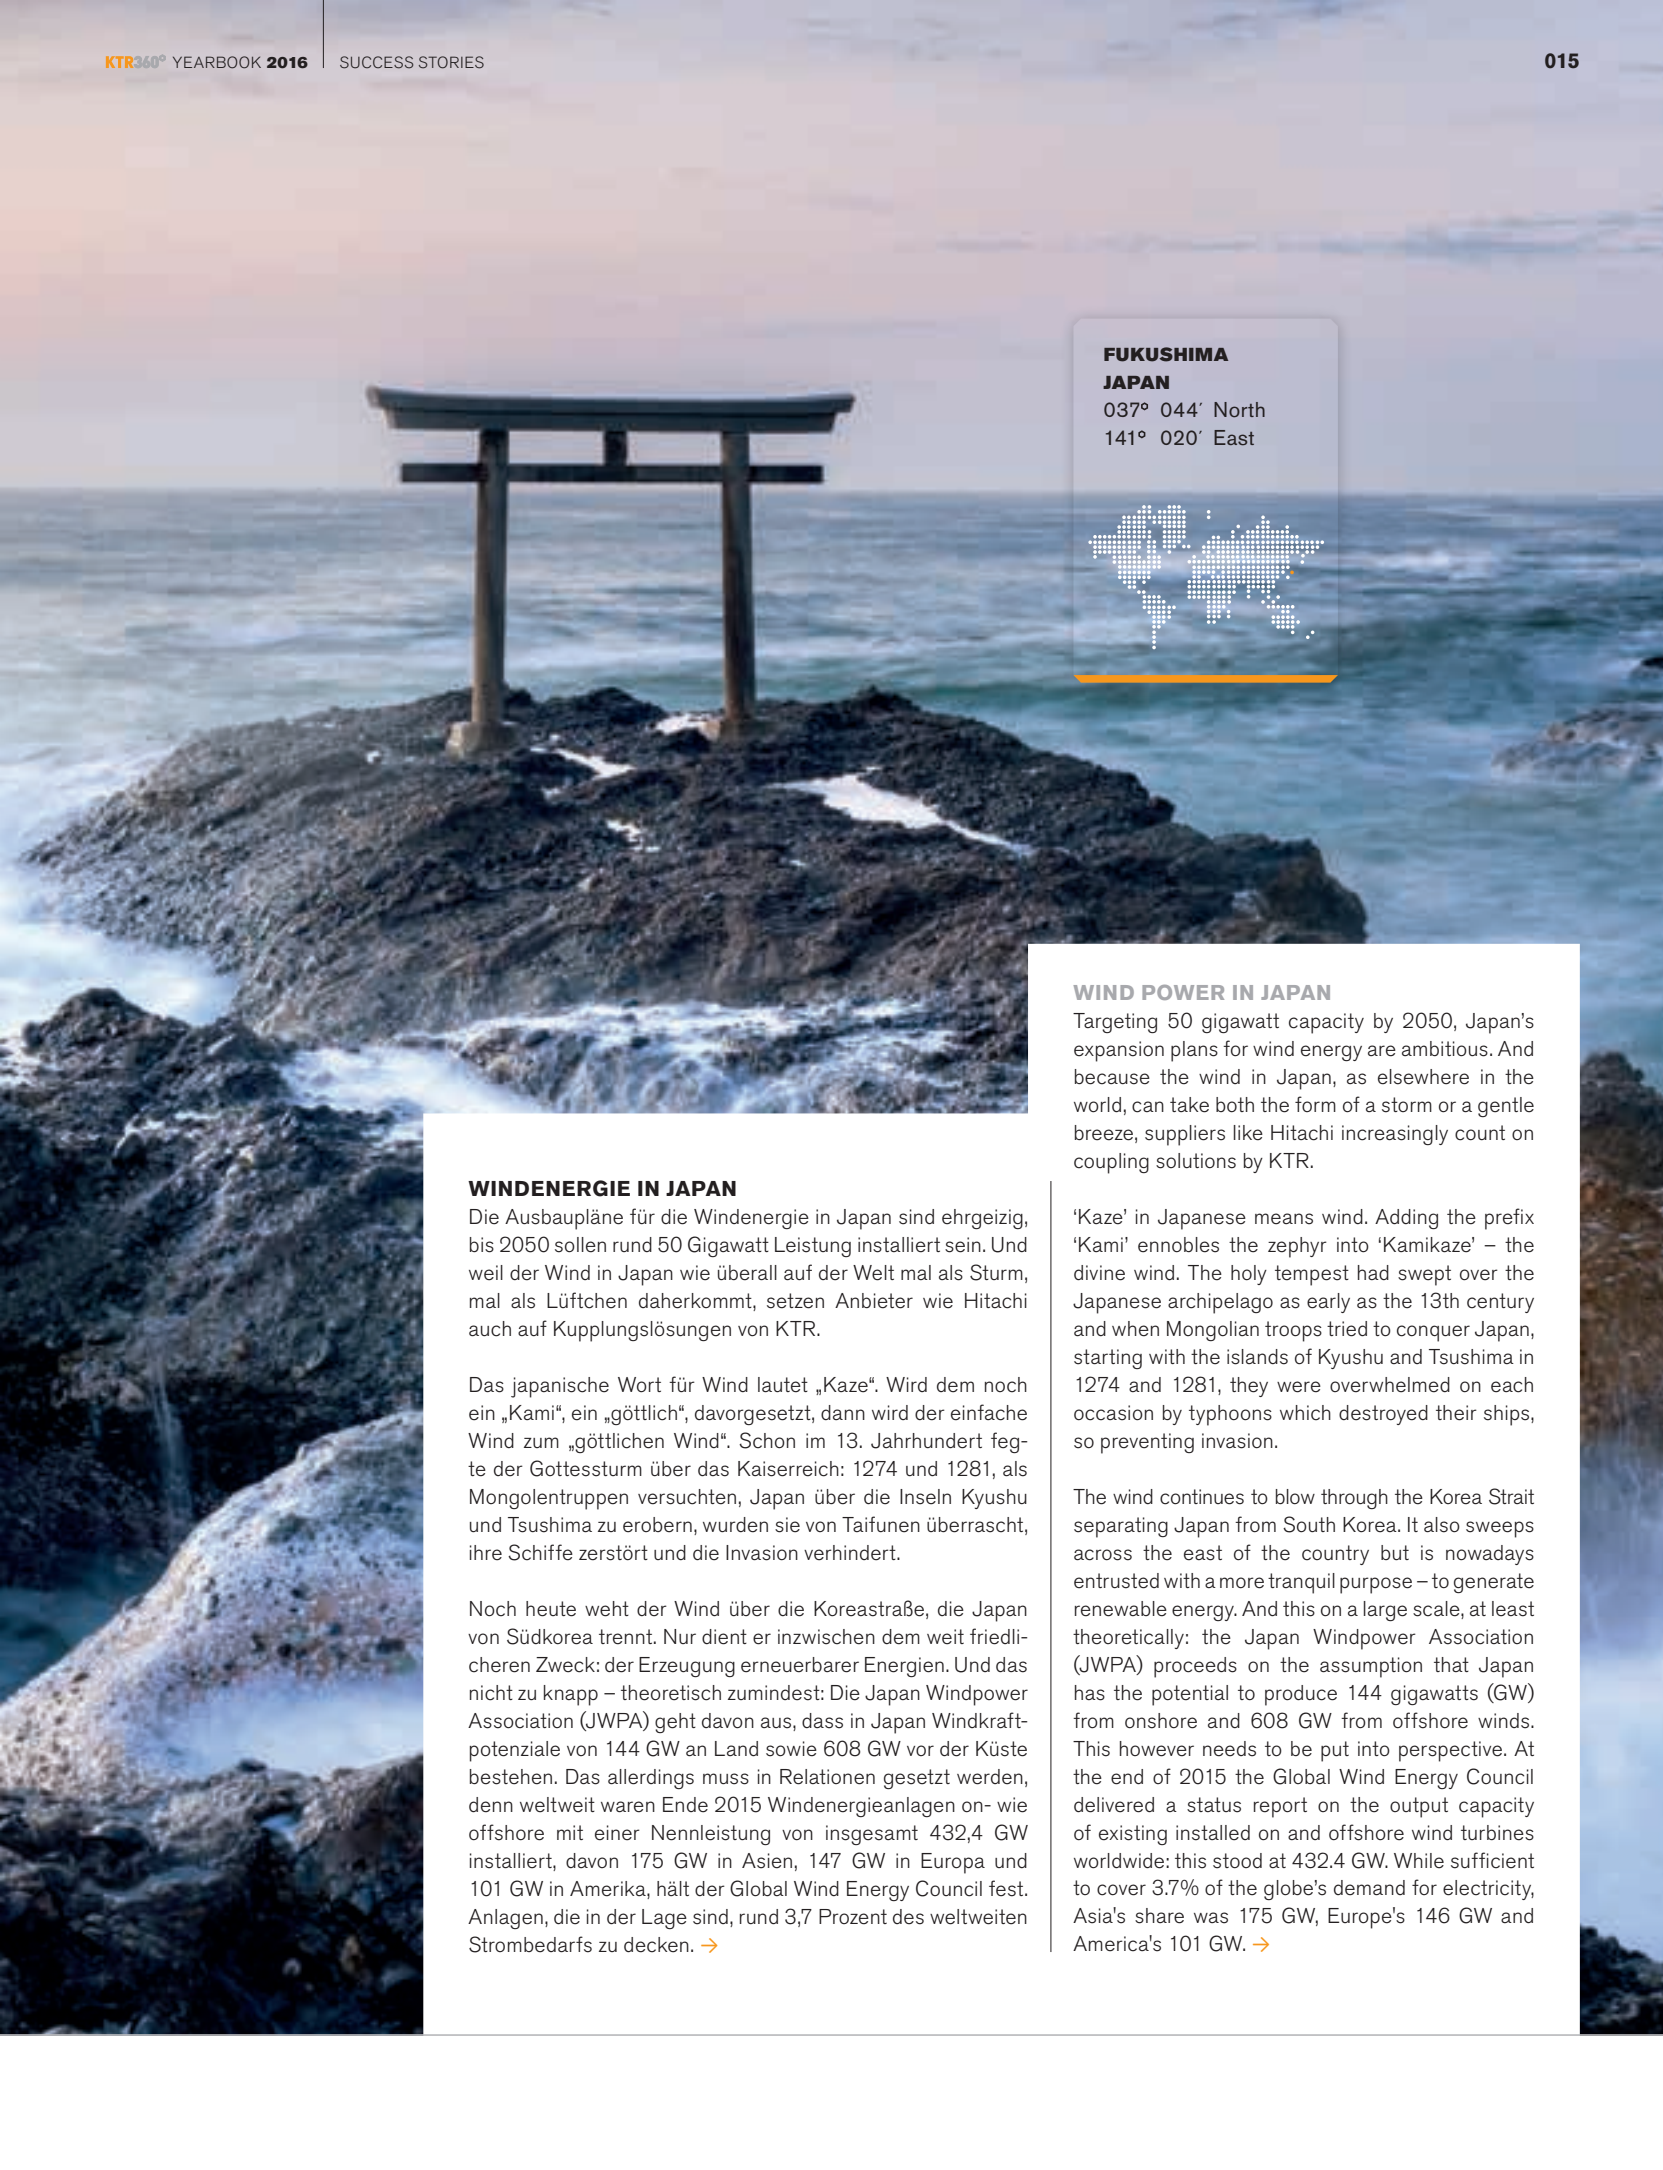 KTR360° YEARBOOK 2016 SUCCESS STORIES
015
FUKUSHIMA
JAPAN
037° 044′ North
141° 020′ East
WINDENERGIE IN JAPAN
Die Ausbaupläne für die Windenergie in Japan sind ehrgeizig,
bis 2050 sollen rund 50 Gigawatt Leistung installiert sein. Und
weil der Wind in Japan wie überall auf der Welt mal als Sturm,
mal als Lüftchen daherkommt, setzen Anbieter wie Hitachi
auch auf Kupplungslösungen von KTR.
Das japanische Wort für Wind lautet „Kaze“. Wird dem noch
ein „Kami“, ein „göttlich“, davorgesetzt, dann wird der einfache
Wind zum „göttlichen Wind“. Schon im 13. Jahrhundert feg-
te der Gottessturm über das Kaiserreich: 1274 und 1281, als
Mongolentruppen versuchten, Japan über die Inseln Kyushu
und Tsushima zu erobern, wurden sie von Taifunen überrascht,
ihre Schiffe zerstört und die Invasion verhindert.
Noch heute weht der Wind über die Koreastraße, die Japan
von Südkorea trennt. Nur dient er inzwischen dem weit friedli-
cheren Zweck: der Erzeugung erneuerbarer Energien. Und das
nicht zu knapp – theoretisch zumindest: Die Japan Windpower
Association (JWPA) geht davon aus, dass in Japan Windkraft-
potenziale von 144 GW an Land sowie 608 GW vor der Küste
bestehen. Das allerdings muss in Relationen gesetzt werden,
denn weltweit waren Ende 2015 Windenergieanlagen on- wie
offshore mit einer Nennleistung von insgesamt 432,4 GW
installiert, davon 175 GW in Asien, 147 GW in Europa und
101 GW in Amerika, hält der Global Wind Energy Council fest.
Anlagen, die in der Lage sind, rund 3,7 Prozent des weltweiten
Strombedarfs zu decken. →
WIND POWER IN JAPAN
Targeting 50 gigawatt capacity by 2050, Japan’s
expansion plans for wind energy are ambitious. And
because the wind in Japan, as elsewhere in the
world, can take both the form of a storm or a gentle
breeze, suppliers like Hitachi increasingly count on
coupling solutions by KTR.
‘Kaze’ in Japanese means wind. Adding the prefix
‘Kami’ ennobles the zephyr into ‘Kamikaze’ – the
divine wind. The holy tempest had swept over the
Japanese archipelago as early as the 13th century
and when Mongolian troops tried to conquer Japan,
starting with the islands of Kyushu and Tsushima in
1274 and 1281, they were overwhelmed on each
occasion by typhoons which destroyed their ships,
so preventing invasion.
The wind continues to blow through the Korea Strait
separating Japan from South Korea. It also sweeps
across the east of the country but is nowadays
entrusted with a more tranquil purpose – to generate
renewable energy. And this on a large scale, at least
theoretically: the Japan Windpower Association
(JWPA) proceeds on the assumption that Japan
has the potential to produce 144 gigawatts (GW)
from onshore and 608 GW from offshore winds.
This however needs to be put into perspective. At
the end of 2015 the Global Wind Energy Council
delivered a status report on the output capacity
of existing installed on and offshore wind turbines
worldwide: this stood at 432.4 GW. While sufficient
to cover 3.7% of the globe’s demand for electricity,
Asia's share was 175 GW, Europe's 146 GW and
America's 101 GW. →